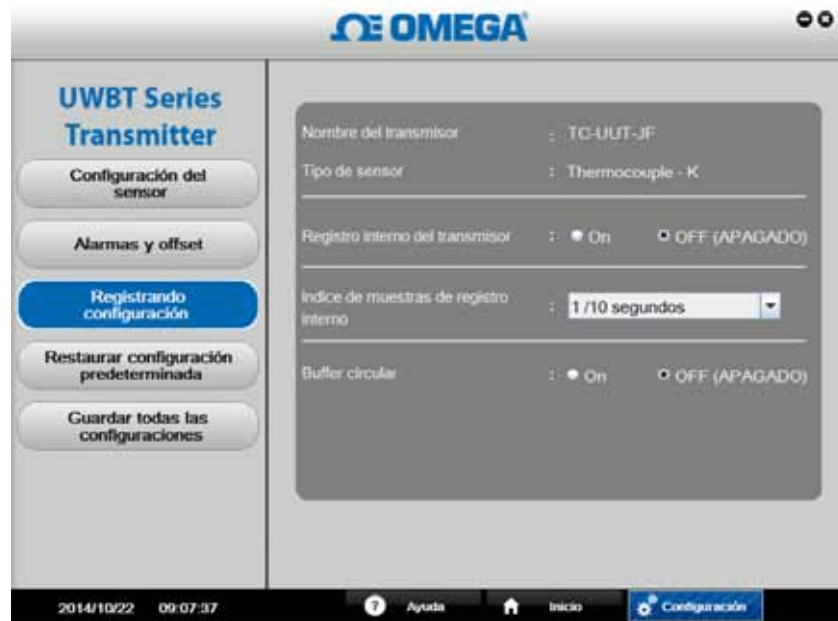 OMEGA
UWBT Series
Transmitter
Configuración del
sensor
Alarmas y offset
Registrando
configuración
Restaurar configuración
predeterminada
Guardar todas las
configuraciones
Nombre del transmisor : TC-UUT-JF
Tipo de sensor : Thermocouple - K
Registro interno del transmisor : On OFF (APAGADO)
Indice de muestras de registro
interno : 1 /10 segundos
Buffer circular : On OFF (APAGADO)
2014/10/22 09:07:37 ? Ayuda Inicio Configuración